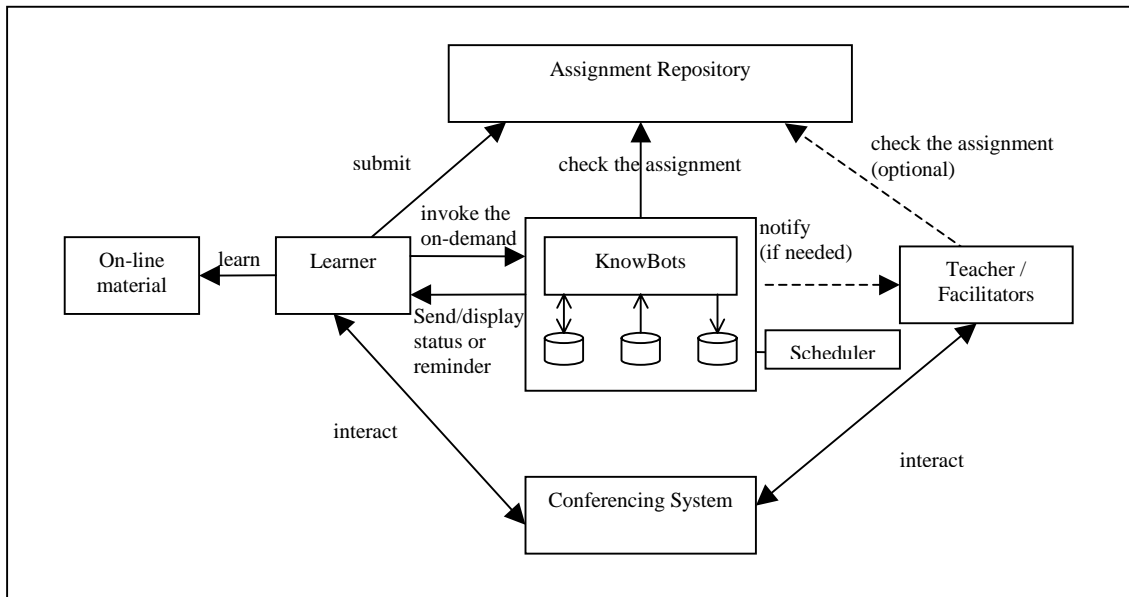 Assignment Repository
submit
check the assignment
check the assignment
(optional)
invoke the
on-demand
notify
(if needed)
On-line
material
learn
Learner
KnowBots
Teacher /
Facilitators
Send/display
status or
reminder
Scheduler
interact
interact
Conferencing System